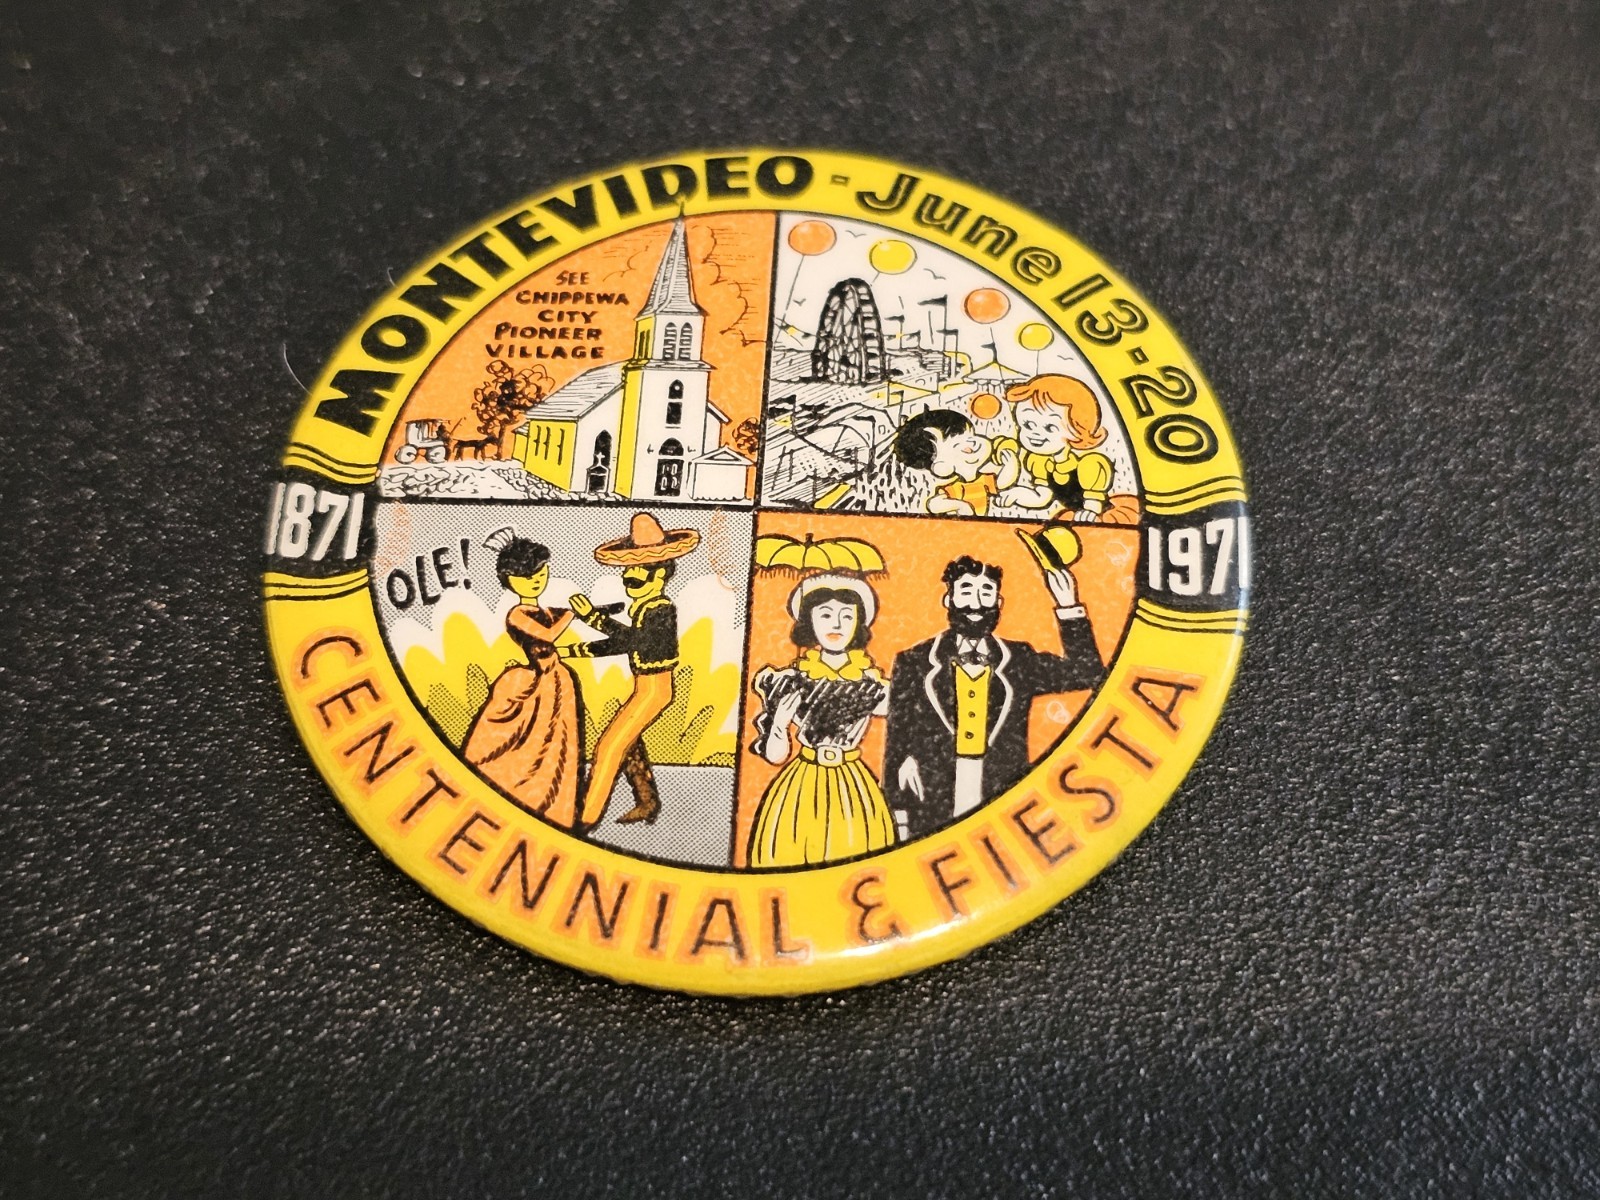 MONTEVIDEO - June 13-20
SEE
CHIPPEWA
CITY
PIONEER
VILLAGE
1871
1971
OLE!
CENTENNIAL & FIESTA